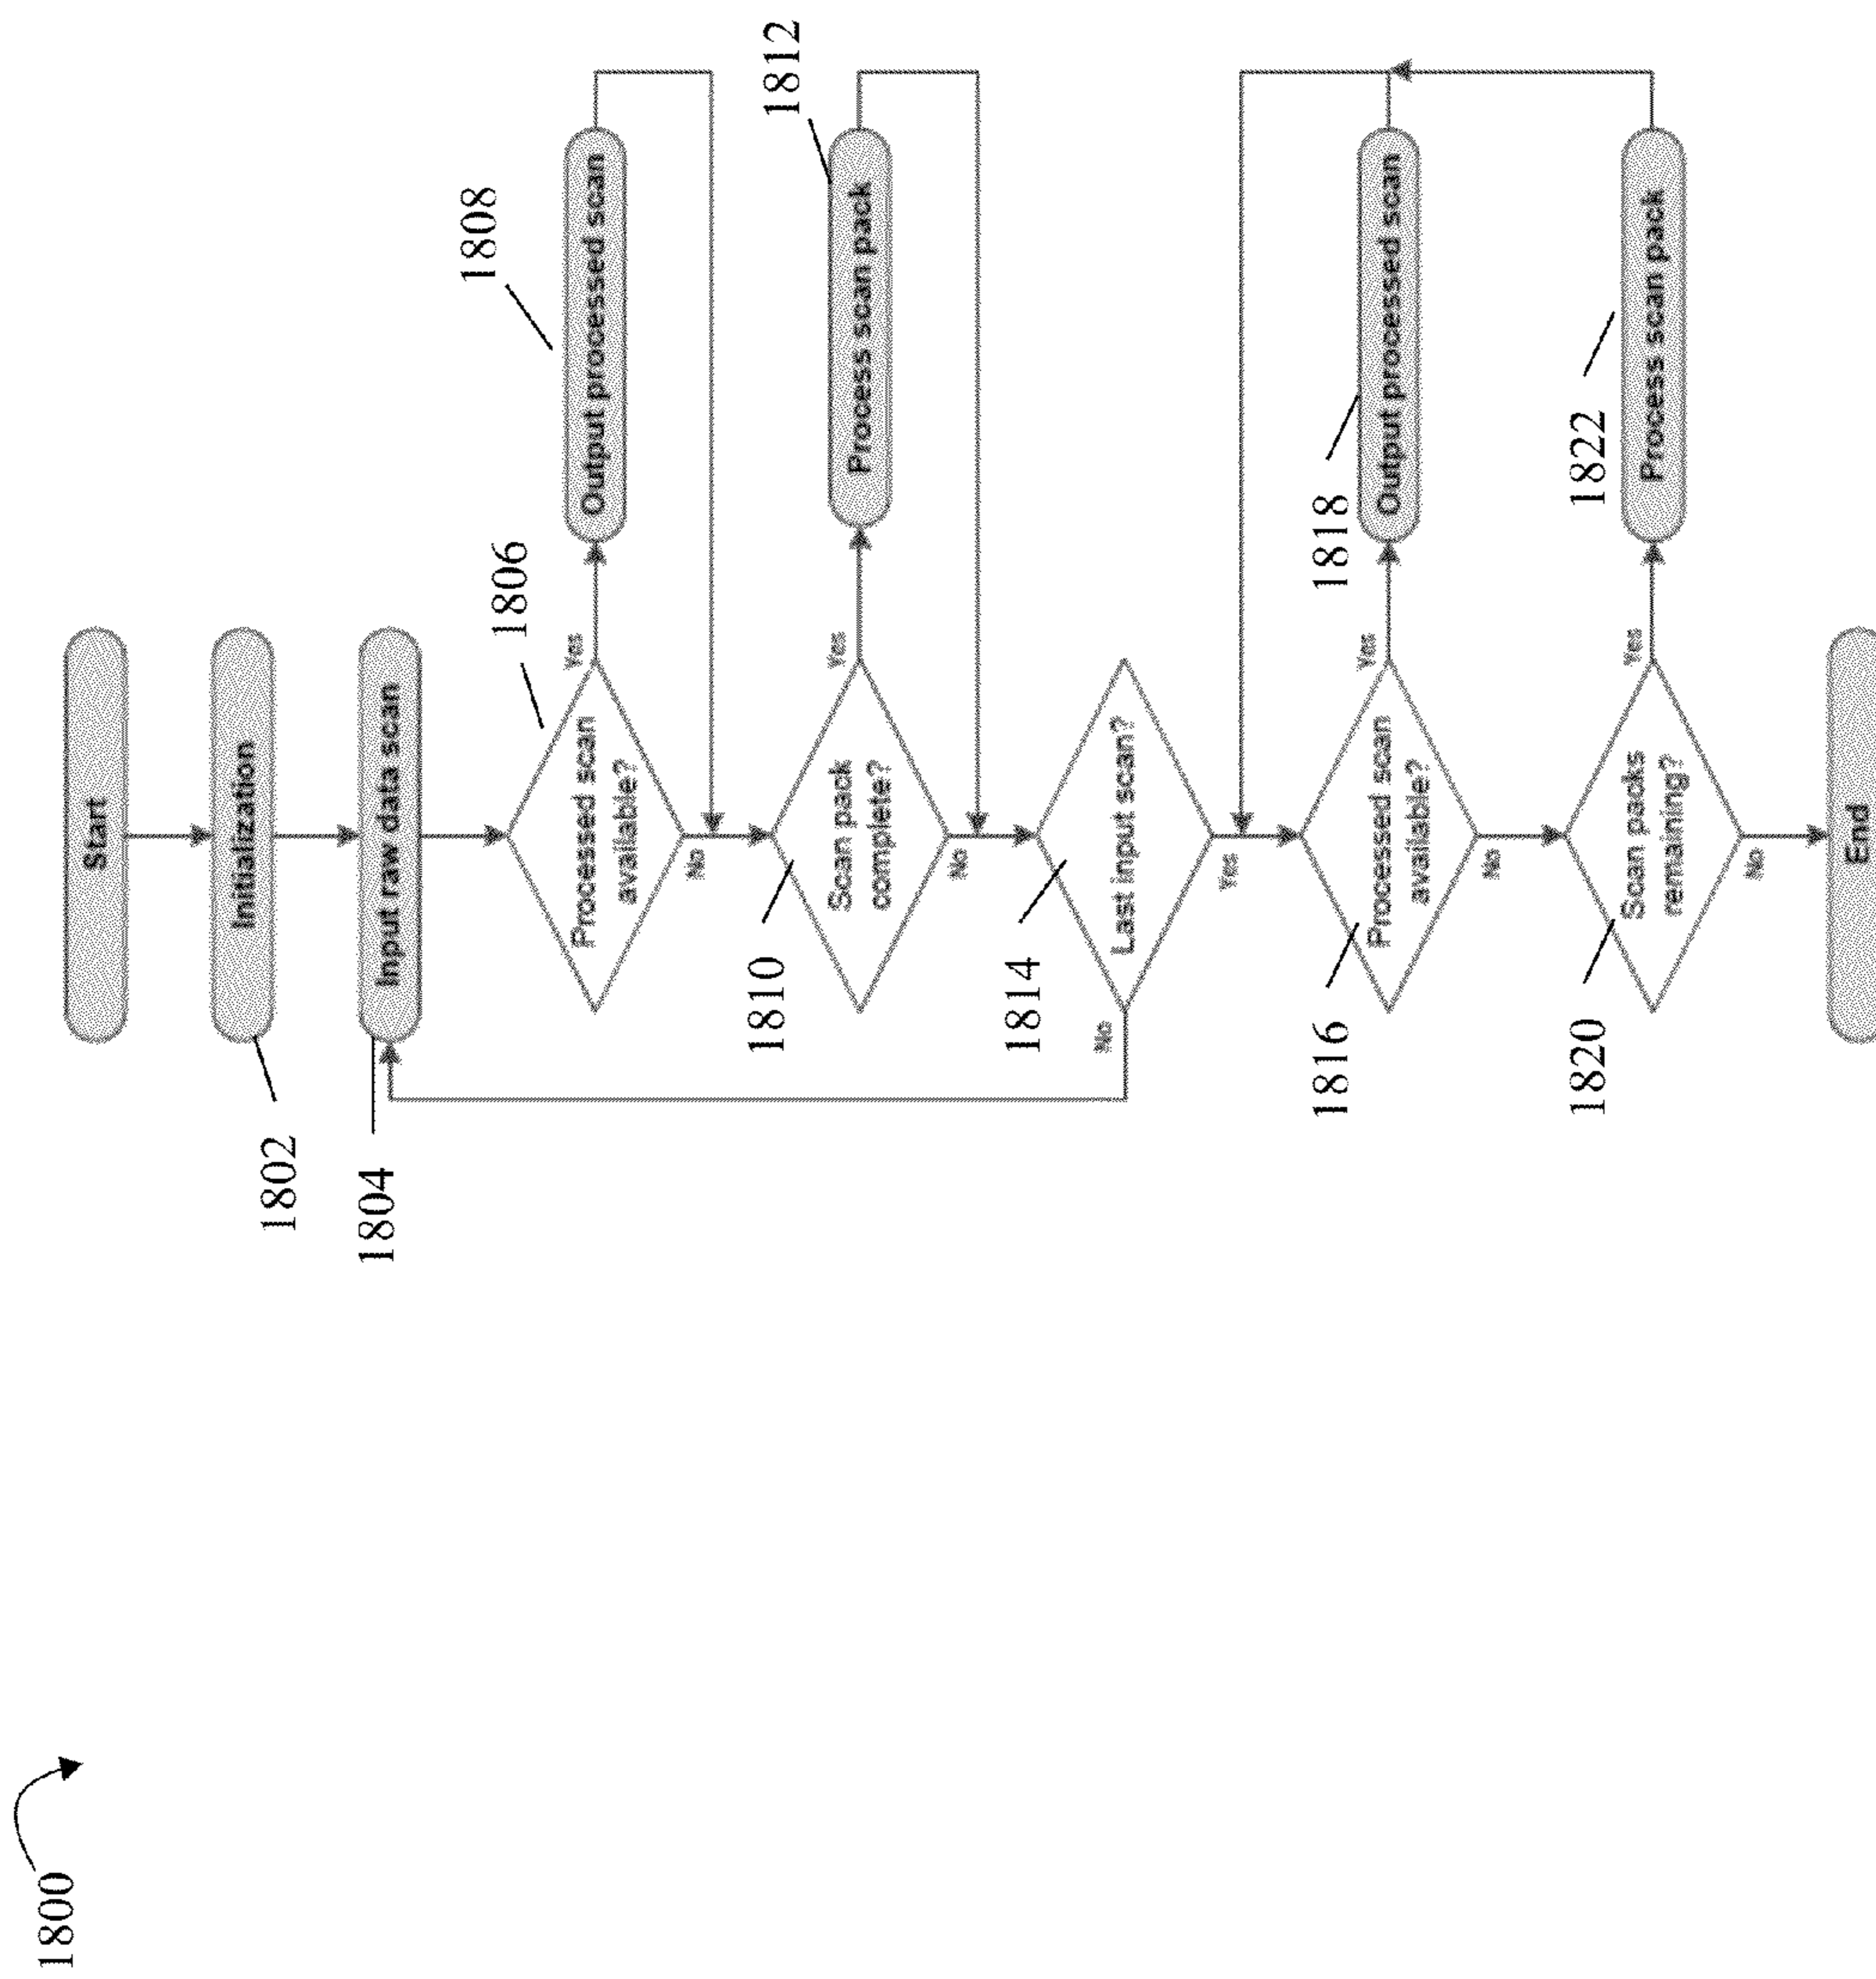 1800
Start
Initialization
1802
Input raw data scan
1804
Processed scan
available?
1806
Yes
No
Output processed scan
1808
Scan pack
complete?
1810
Yes
No
Process scan pack
1812
Last input scan?
1814
No
Yes
Processed scan
available?
1816
Yes
No
Output processed scan
1818
Scan packs
remaining?
1820
Yes
No
Process scan pack
1822
End